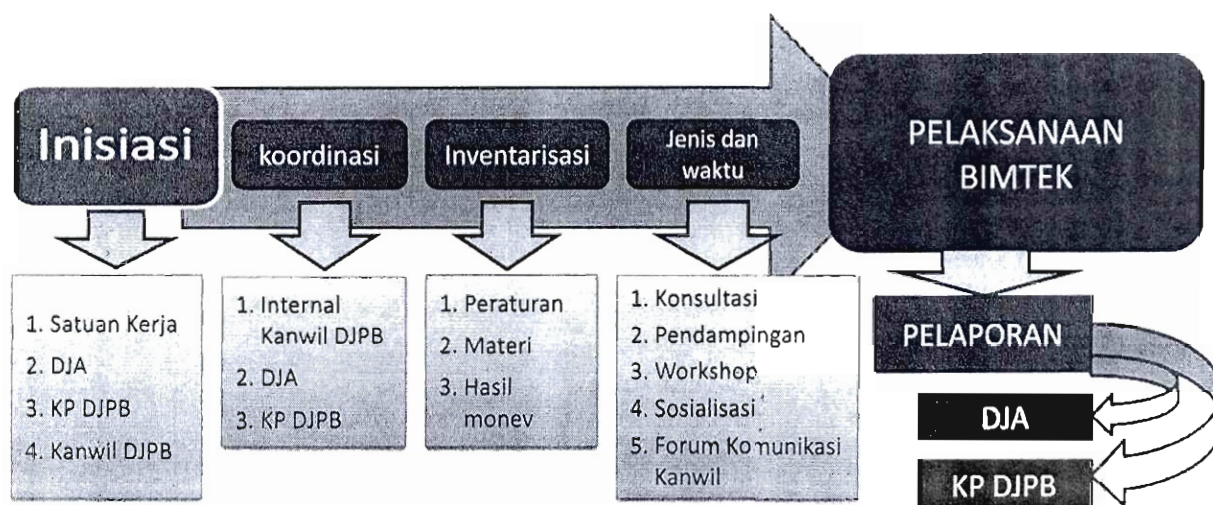 Inisiasi
koordinasi
Inventarisasi
Jenis dan
waktu
PELAKSANAAN
BIMTEK
1. Satuan Kerja
2. DJA
3. KP DJPB
4. Kanwil DJPB
1. Internal
Kanwil DJPB
2. DJA
3. KP DJPB
1. Peraturan
2. Materi
3. Hasil
monev
1. Konsultasi
2. Pendampingan
3. Workshop
4. Sosialisasi
5. Forum Komunikasi
Kanwil
PELAPORAN
DJA
KP DJPB